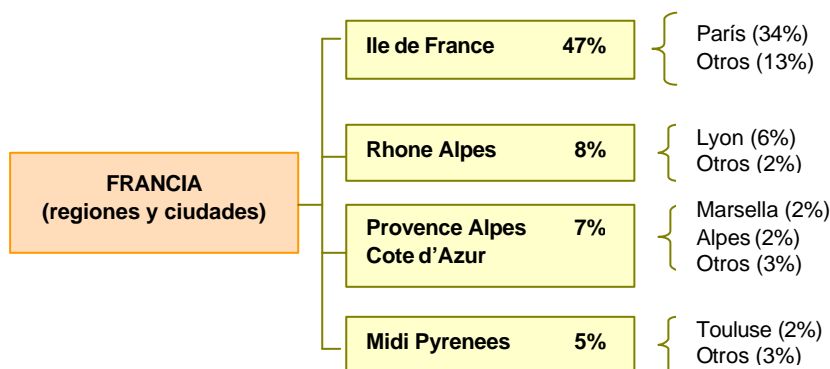 FRANCIA
(regiones y ciudades)
Ile de France 47%
París (34%)
Otros (13%)
Rhone Alpes 8%
Lyon (6%)
Otros (2%)
Provence Alpes 7%
Cote d'Azur
Marsella (2%)
Alpes (2%)
Otros (3%)
Midi Pyrenees 5%
Touluse (2%)
Otros (3%)